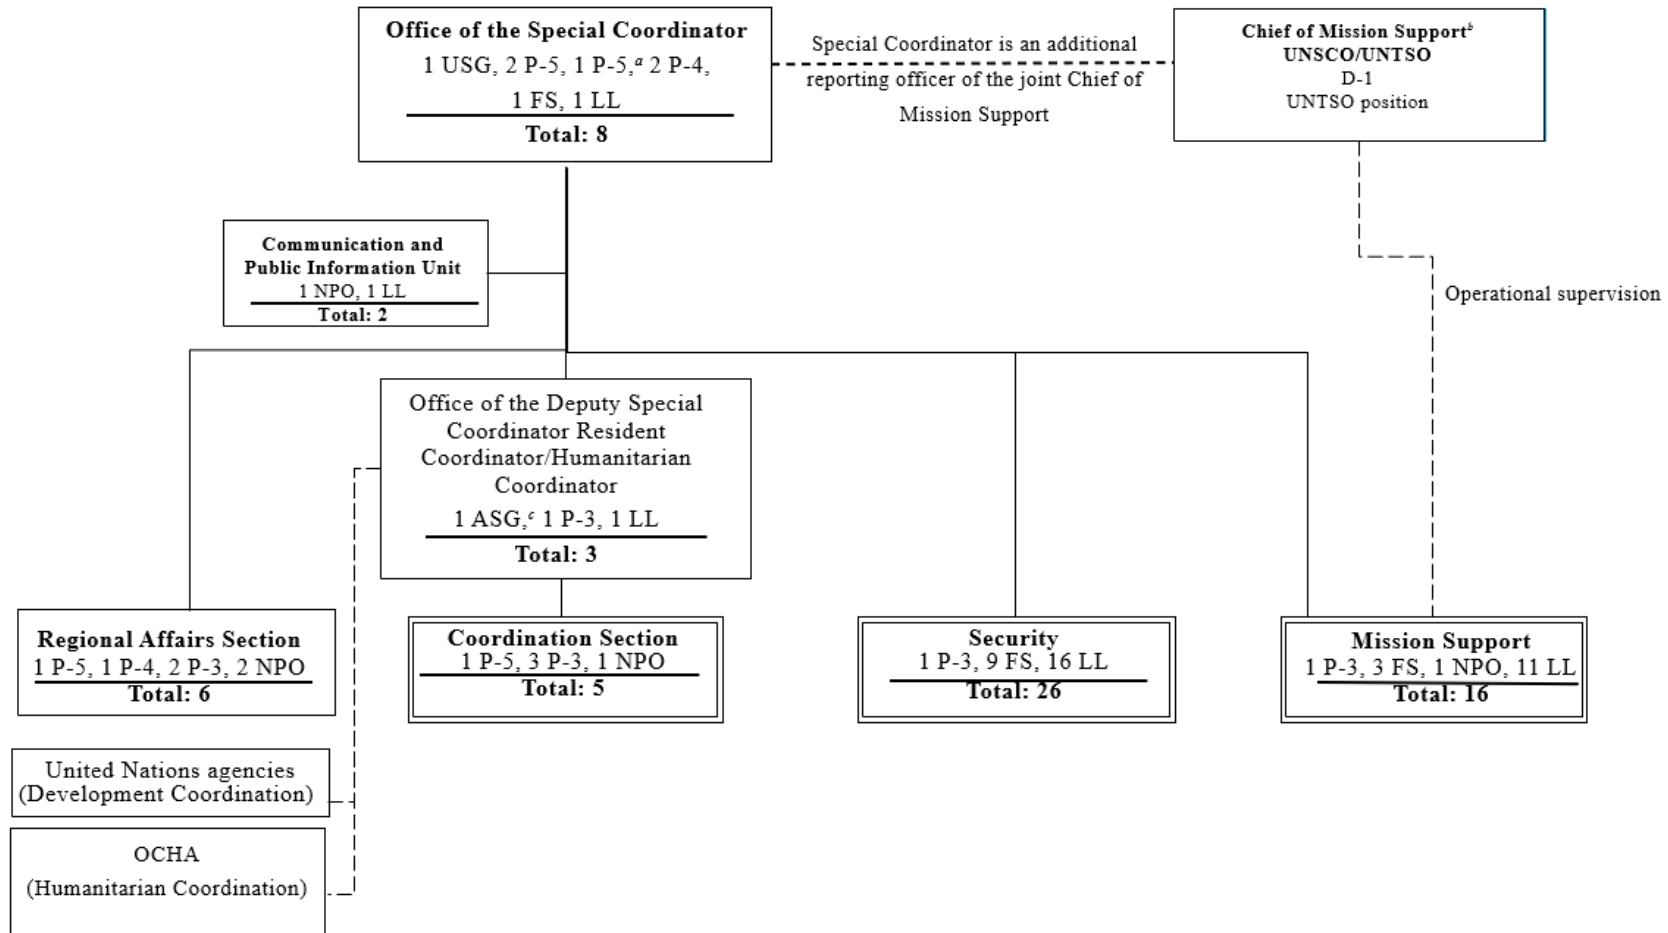 Office of the Special Coordinator
1 USG, 2 P-5, 1 P-5,ᵃ 2 P-4,
1 FS, 1 LL
Total: 8
Special Coordinator is an additional
reporting officer of the joint Chief of
Mission Support
Chief of Mission Supportᵇ
UNSCO/UNTSO
D-1
UNTSO position
Communication and
Public Information Unit
1 NPO, 1 LL
Total: 2
Operational supervision
Office of the Deputy Special
Coordinator Resident
Coordinator/Humanitarian
Coordinator
1 ASG,ᶜ 1 P-3, 1 LL
Total: 3
Regional Affairs Section
1 P-5, 1 P-4, 2 P-3, 2 NPO
Total: 6
Coordination Section
1 P-5, 3 P-3, 1 NPO
Total: 5
Security
1 P-3, 9 FS, 16 LL
Total: 26
Mission Support
1 P-3, 3 FS, 1 NPO, 11 LL
Total: 16
United Nations agencies
(Development Coordination)
OCHA
(Humanitarian Coordination)